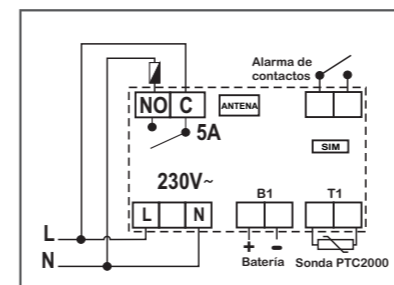 Alarma de
contactos
NO C
ANTENA
5A
SIM
230V~
L N
B1
T1
L
N
+ -
Batería
Sonda PTC2000